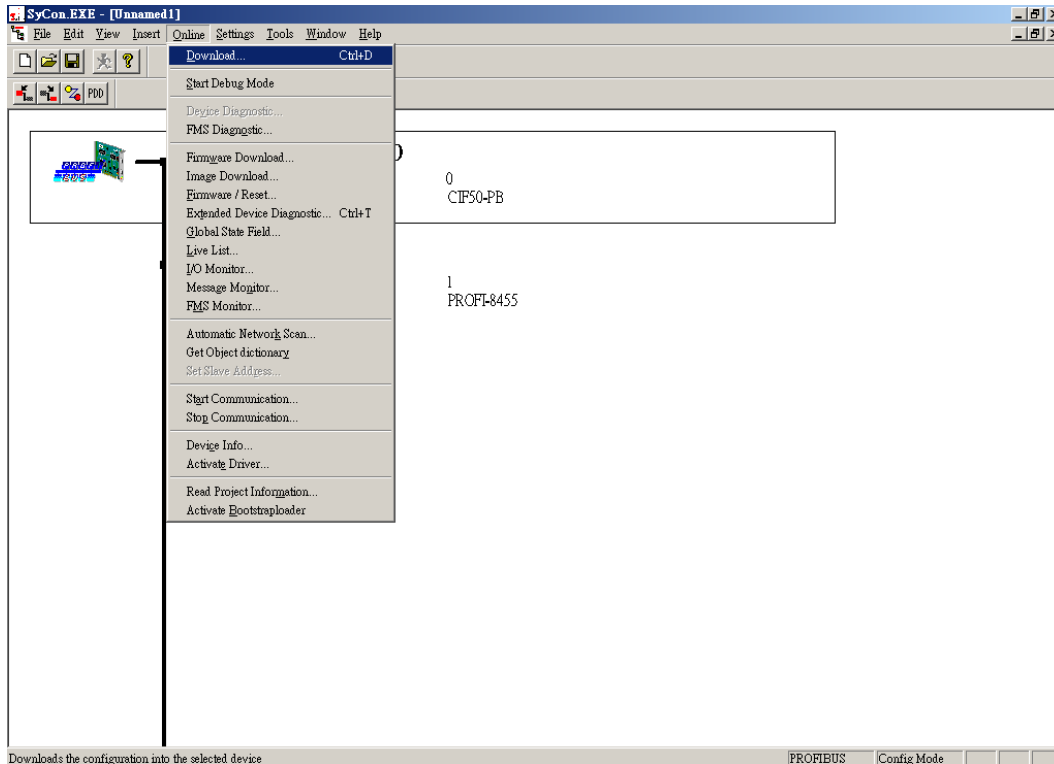 SyCon.EXE - [Unnamed1]
File Edit View Insert Online Settings Tools Window Help
Download... Ctrl+D
Start Debug Mode
PDD
Device Diagnostic...
FMS Diagnostic...
Firmware Download...
Image Download...
Firmware / Reset...
Extended Device Diagnostic... Ctrl+T
Global State Field...
Live List...
I/O Monitor...
Message Monitor...
FMS Monitor...
Automatic Network Scan...
Get Object dictionary
Set Slave Address...
Start Communication...
Stop Communication...
Device Info...
Activate Driver...
Read Project Information...
Activate Bootstraploader
0
CIF50-PB
1
PROFI-8455
Downloads the configuration into the selected device PROFIBUS Config Mode